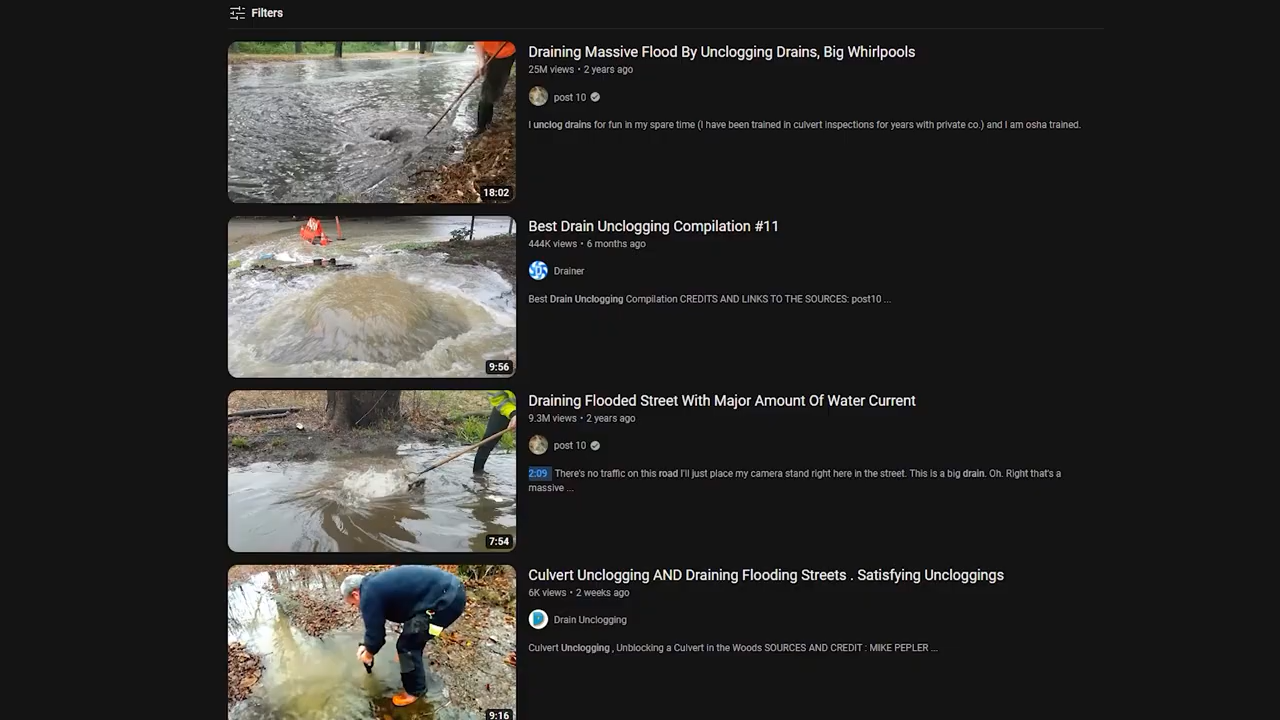 Filters
Draining Massive Flood By Unclogging Drains, Big Whirlpools
25M views • 2 years ago
post 10
I unclog drains for fun in my spare time (I have been trained in culvert inspections for years with private co.) and I am osha trained.
18:02
Best Drain Unclogging Compilation #11
444K views • 6 months ago
Drainer
Best Drain Unclogging Compilation CREDITS AND LINKS TO THE SOURCES: post10 ...
9:56
Draining Flooded Street With Major Amount Of Water Current
9.3M views • 2 years ago
post 10
2:09 There's no traffic on this road I'll just place my camera stand right here in the street. This is a big drain. Oh. Right that's a
massive ...
7:54
Culvert Unclogging AND Draining Flooding Streets . Satisfying Uncloggings
6K views • 2 weeks ago
Drain Unclogging
Culvert Unclogging , Unblocking a Culvert in the Woods SOURCES AND CREDIT : MIKE PEPLER ...
9:16